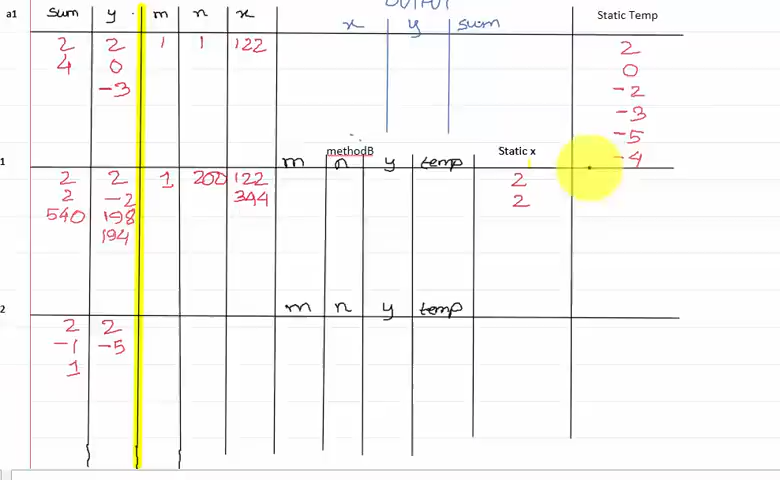 OUTPUT
a1 sum y m n x x y sum Static Temp
2 2 1 1 122 2
4 0 0
-3 -2
-3
-5
methodB Static x
1 m n y temp -4
2 2 1 200 122 2
2 -2 344 2
540 198
194
2 m n y temp
2 2
-1 -5
1